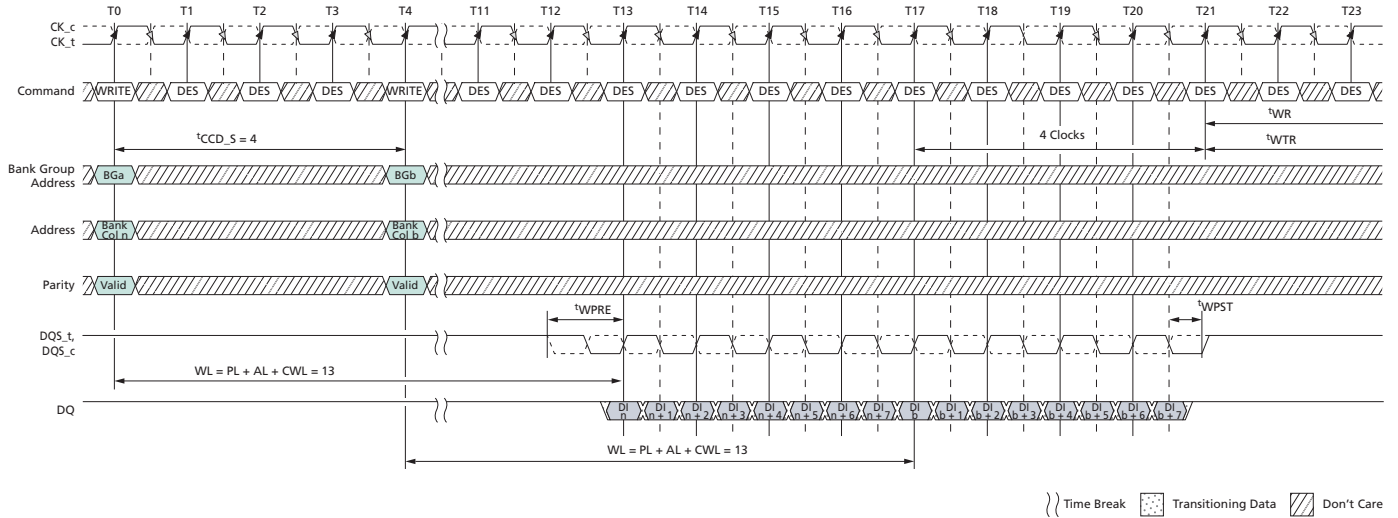 T0 T1 T2 T3 T4 T11 T12 T13 T14 T15 T16 T17 T18 T19 T20 T21 T22 T23
CK_c
CK_t
Command WRITE DES DES DES WRITE DES DES DES DES DES DES DES DES DES DES DES DES DES
tWR
tCCD_S = 4 4 Clocks tWTR
Bank Group
Address BGa BGb
Address Bank
Col n Bank
Col b
Parity Valid Valid
tWPRE tWPST
DQS_t,
DQS_c
WL = PL + AL + CWL = 13
DQ DI
n DI
n + 1 DI
n + 2 DI
n + 3 DI
n + 4 DI
n + 5 DI
n + 6 DI
n + 7 DI
b DI
b + 1 DI
b + 2 DI
b + 3 DI
b + 4 DI
b + 5 DI
b + 6 DI
b + 7
WL = PL + AL + CWL = 13
Time Break Transitioning Data Don't Care